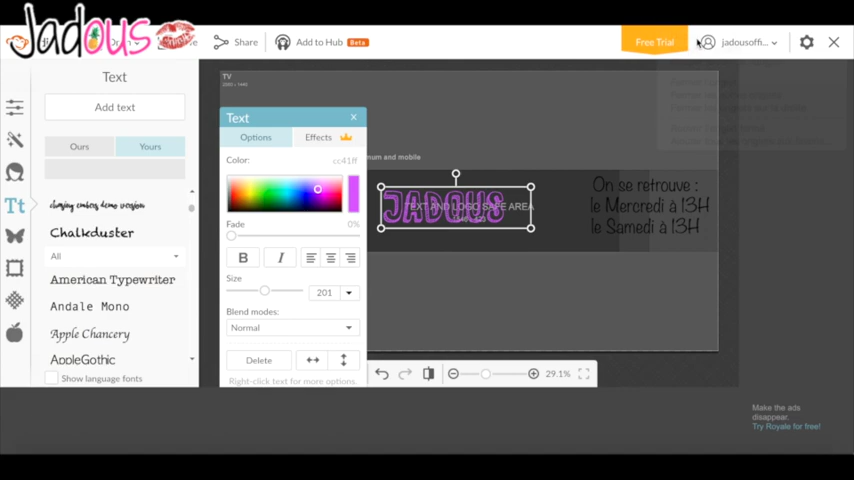 Jadous
Share
Add to Hub Beta
Free Trial
jadousoffi...
Text
Add text
Ours
Yours
Chalkduster
All
American Typewriter
Andale Mono
Apple Chancery
AppleGothic
Show language fonts
TV
Text
Options
Effects
Color:
cc41ff
Fade
0%
B
I
Size
201
Blend modes:
Normal
Delete
Right-click text for more options.
mum and mobile
JADOUS
TEXT AND LOGO SAFE AREA
On se retrouve :
le Mercredi à 13H
le Samedi à 13H
29.1%
Make the ads
disappear.
Try Royale for free!